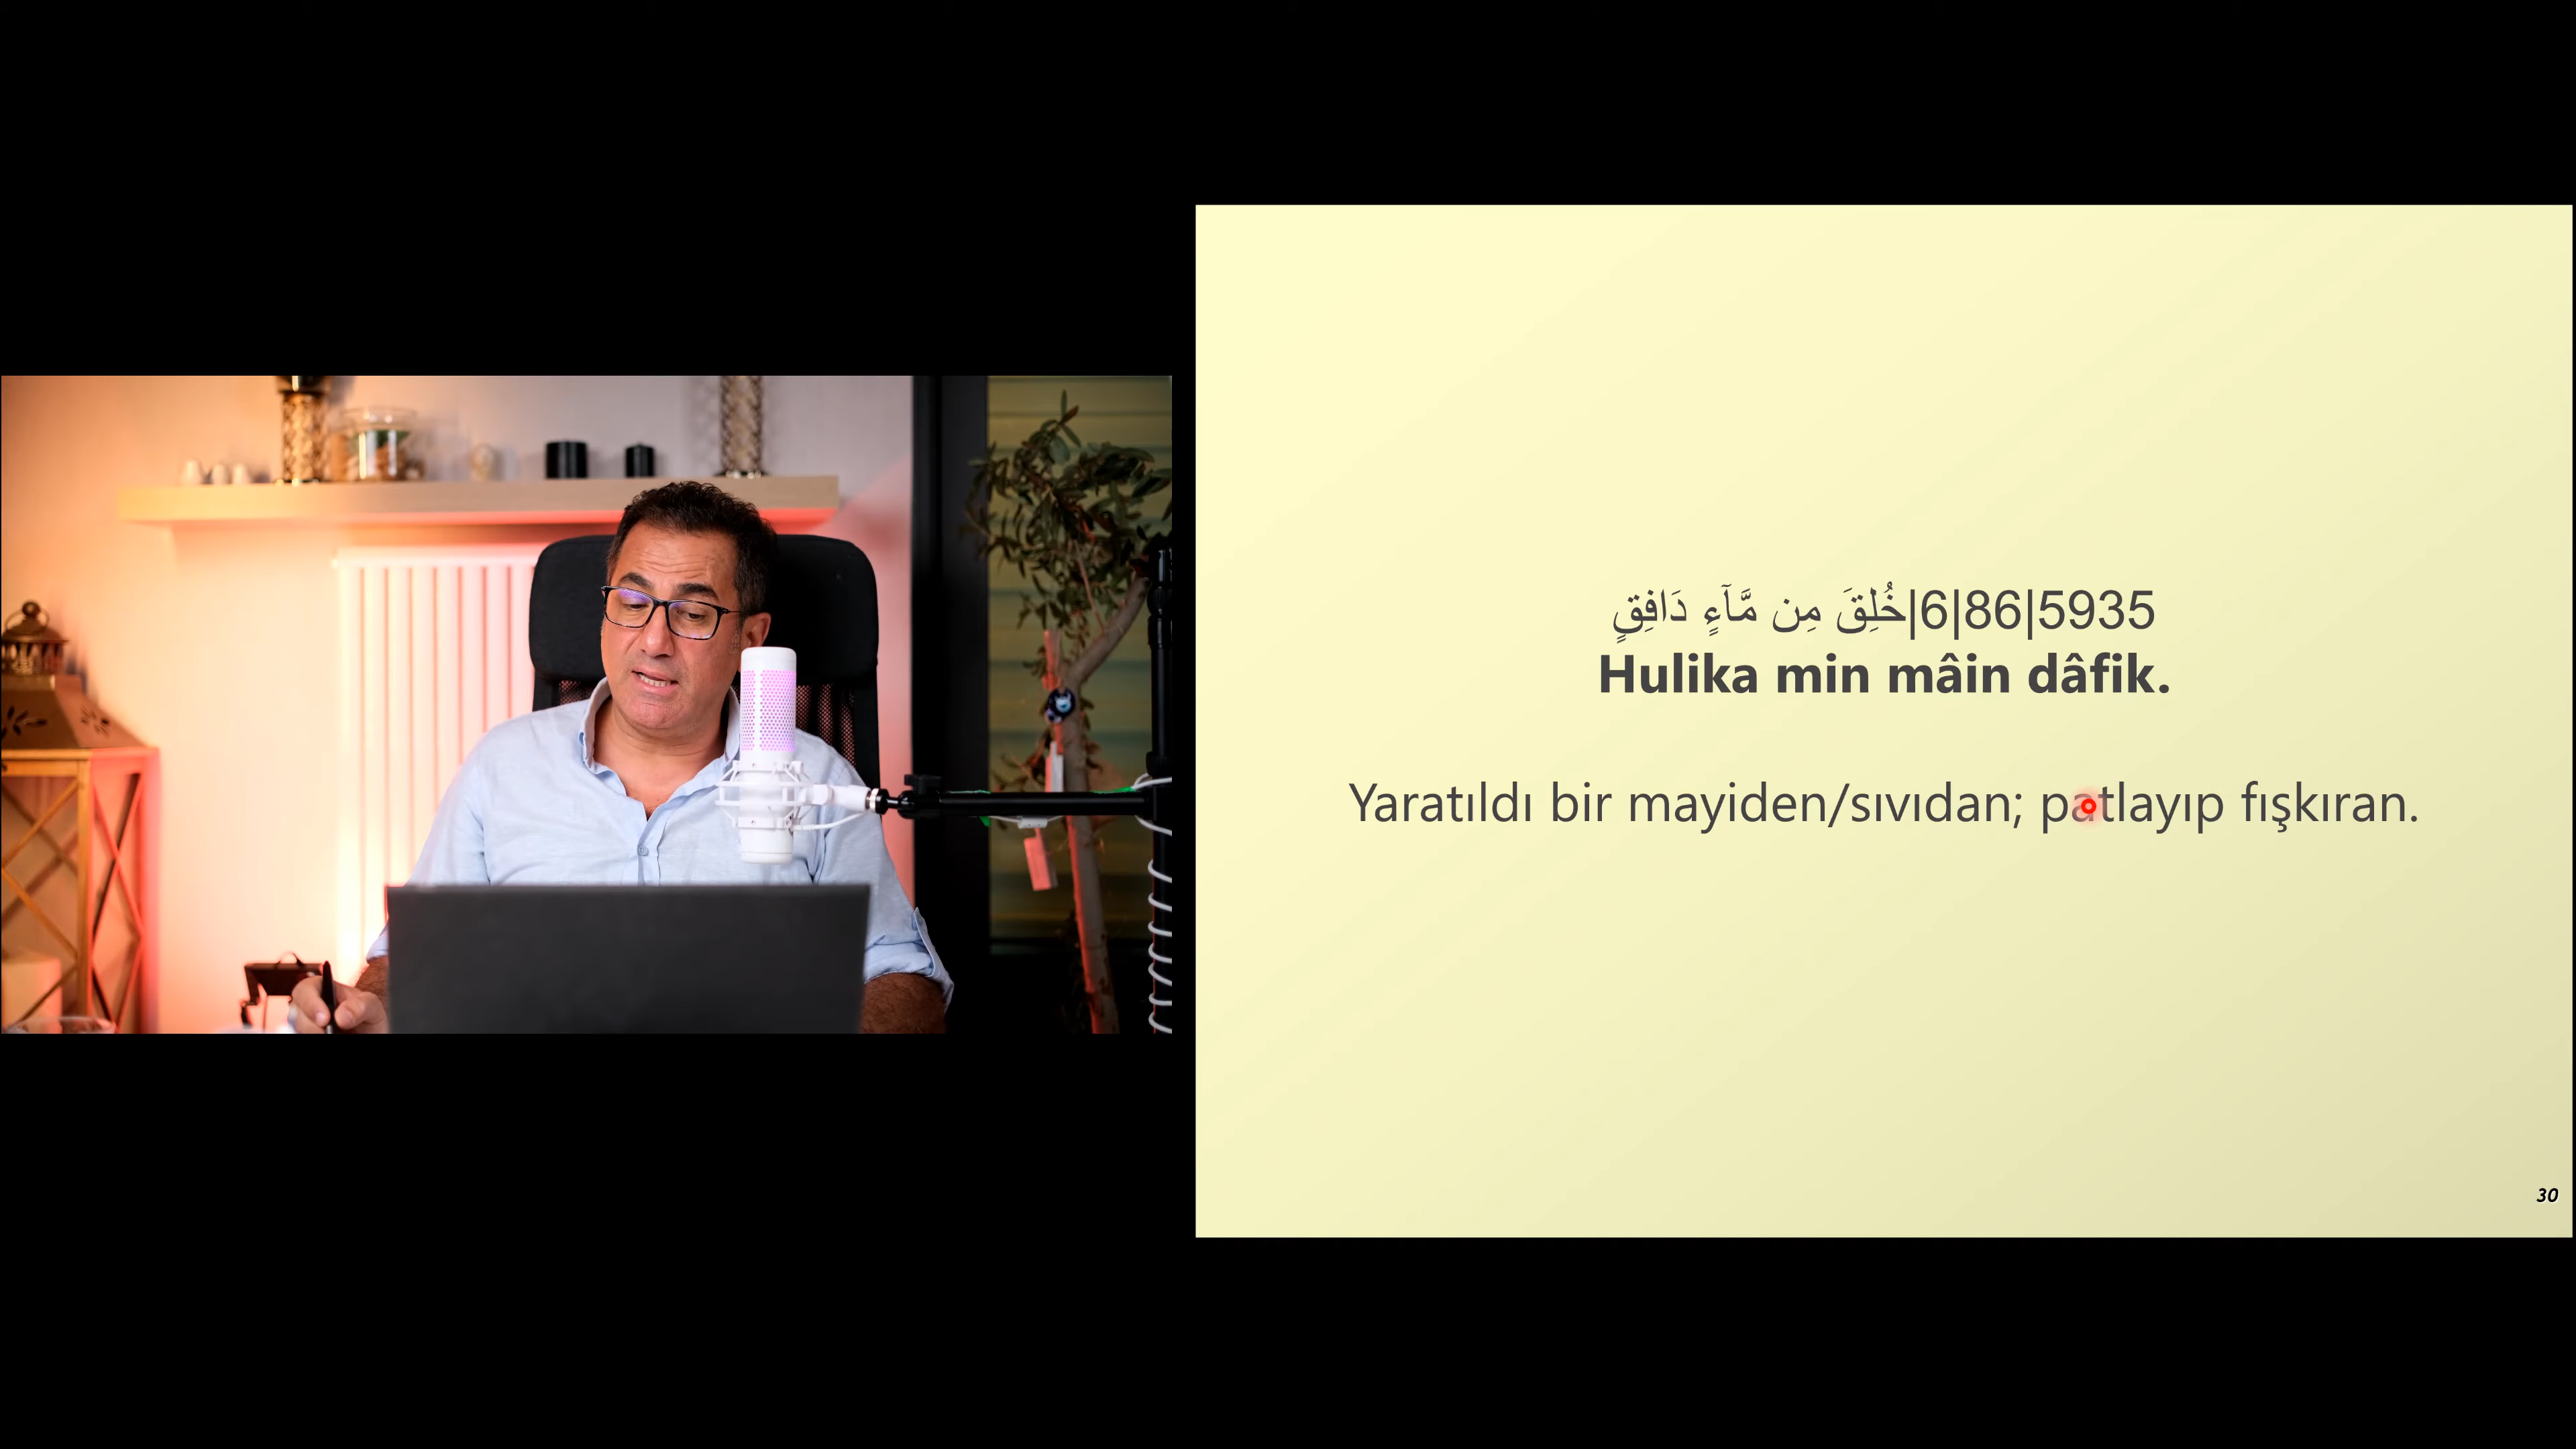 5935|86|6|خُلِقَ مِن مَّآءٍ دَافِقٍ
Hulika min mâin dâfik.
Yaratıldı bir mayiden/sıvıdan; patlayıp fışkıran.
30